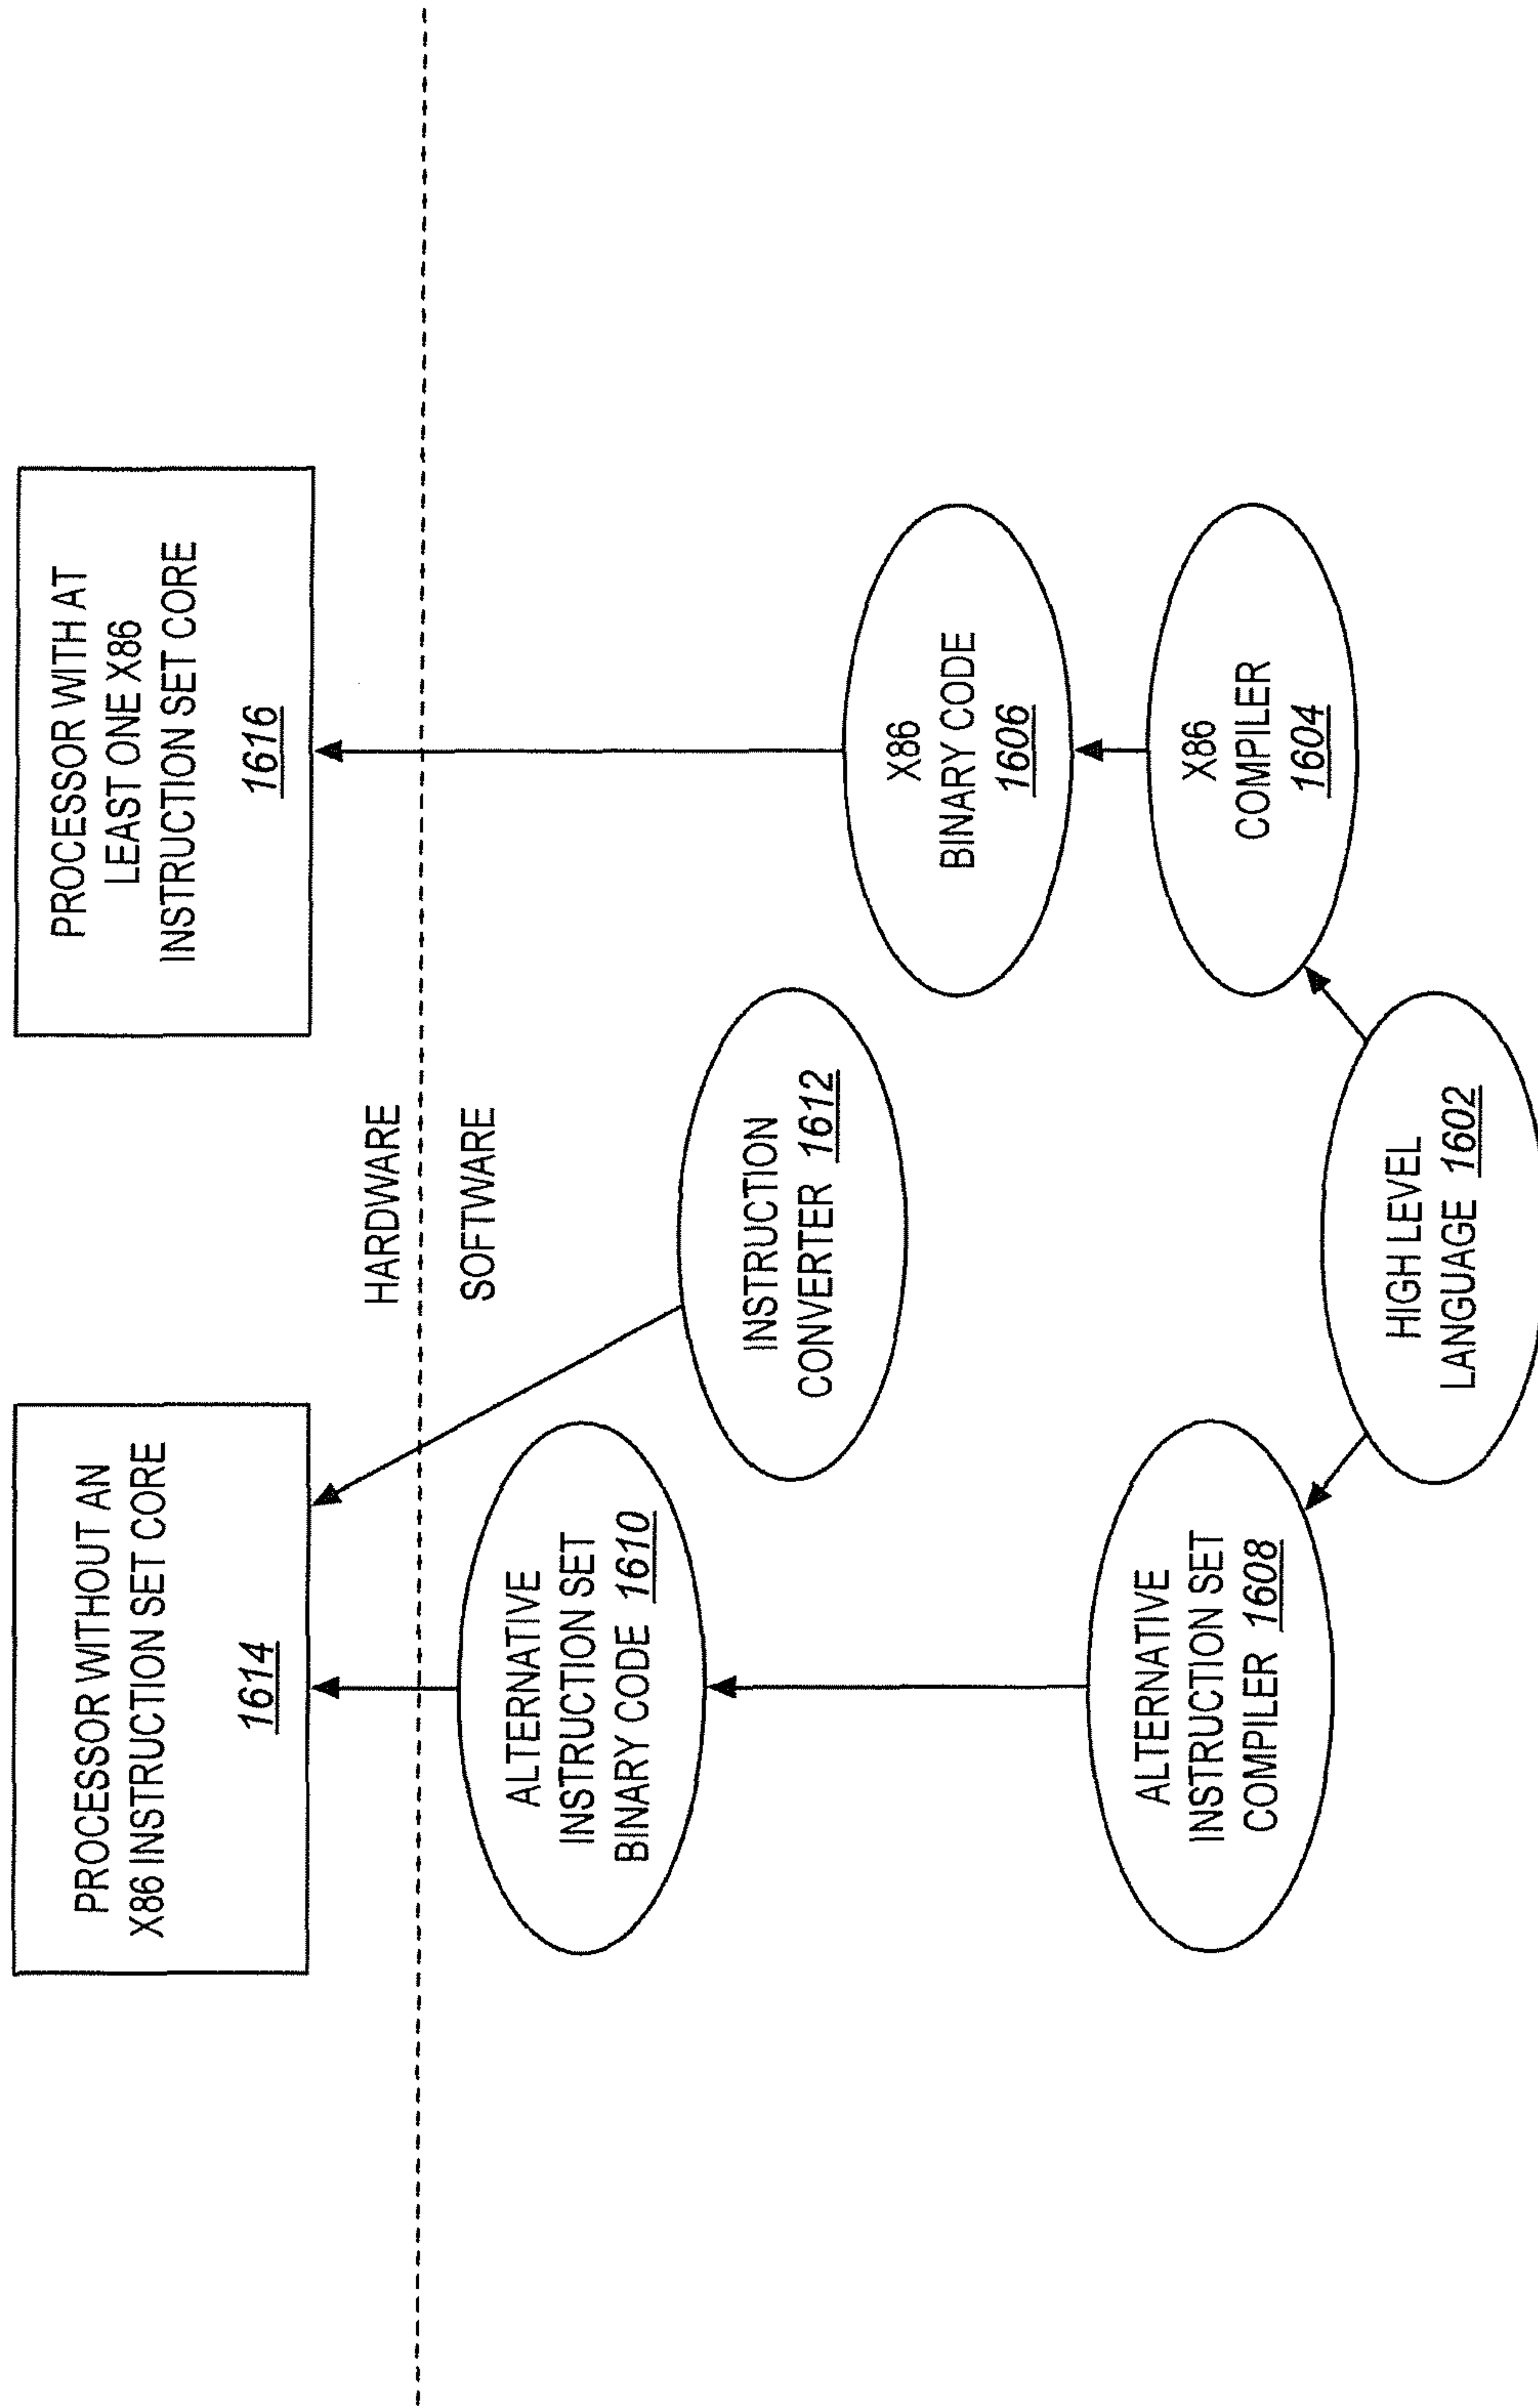 PROCESSOR WITHOUT AN
X86 INSTRUCTION SET CORE
1614
PROCESSOR WITH AT
LEAST ONE X86
INSTRUCTION SET CORE
1616
HARDWARE
SOFTWARE
ALTERNATIVE
INSTRUCTION SET
BINARY CODE 1610
INSTRUCTION
CONVERTER 1612
X86
BINARY CODE
1606
ALTERNATIVE
INSTRUCTION SET
COMPILER 1608
X86
COMPILER
1604
HIGH LEVEL
LANGUAGE 1602